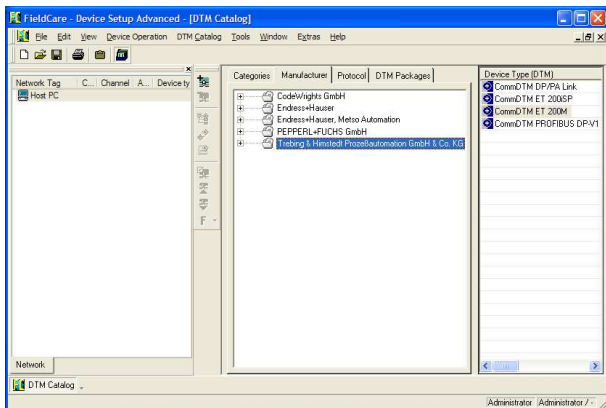 FieldCare - Device Setup Advanced - [DTM Catalog]
File Edit View Device Operation DTM Catalog Tools Window Extras Help
Network Tag C... Channel A... Device ty
Host PC
Categories Manufacturer Protocol DTM Packages
CodeWrights GmbH
Endress+Hauser
Endress+Hauser, Metso Automation
PEPPERL+FUCHS GmbH
Trebing & Himstedt Prozeßautomation GmbH & Co. KG
Device Type (DTM)
CommDTM DP/PA Link
CommDTM ET 200iSP
CommDTM ET 200M
CommDTM PROFIBUS DP-V1
F
Network
DTM Catalog
Administrator Administrator / -